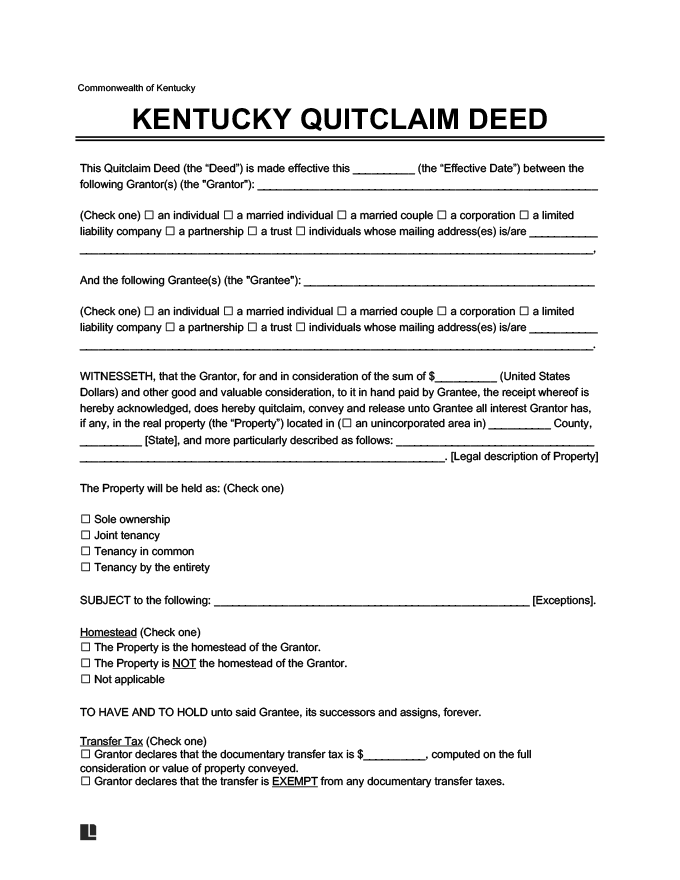 Commonwealth of Kentucky
KENTUCKY QUITCLAIM DEED
This Quitclaim Deed (the “Deed”) is made effective this __________ (the “Effective Date”) between the
following Grantor(s) (the "Grantor"): _______________________________________________________
(Check one) ☐ an individual ☐ a married individual ☐ a married couple ☐ a corporation ☐ a limited
liability company ☐ a partnership ☐ a trust ☐ individuals whose mailing address(es) is/are ___________
___________________________________________________________________________________,
And the following Grantee(s) (the "Grantee"): _______________________________________________
(Check one) ☐ an individual ☐ a married individual ☐ a married couple ☐ a corporation ☐ a limited
liability company ☐ a partnership ☐ a trust ☐ individuals whose mailing address(es) is/are ___________
___________________________________________________________________________________.
WITNESSETH, that the Grantor, for and in consideration of the sum of $__________ (United States
Dollars) and other good and valuable consideration, to it in hand paid by Grantee, the receipt whereof is
hereby acknowledged, does hereby quitclaim, convey and release unto Grantee all interest Grantor has,
if any, in the real property (the “Property”) located in (☐ an unincorporated area in) __________ County,
__________ [State], and more particularly described as follows: ________________________________
___________________________________________________________. [Legal description of Property]
The Property will be held as: (Check one)
☐ Sole ownership
☐ Joint tenancy
☐ Tenancy in common
☐ Tenancy by the entirety
SUBJECT to the following: ___________________________________________________ [Exceptions].
Homestead (Check one)
☐ The Property is the homestead of the Grantor.
☐ The Property is NOT the homestead of the Grantor.
☐ Not applicable
TO HAVE AND TO HOLD unto said Grantee, its successors and assigns, forever.
Transfer Tax (Check one)
☐ Grantor declares that the documentary transfer tax is $__________, computed on the full
consideration or value of property conveyed.
☐ Grantor declares that the transfer is EXEMPT from any documentary transfer taxes.